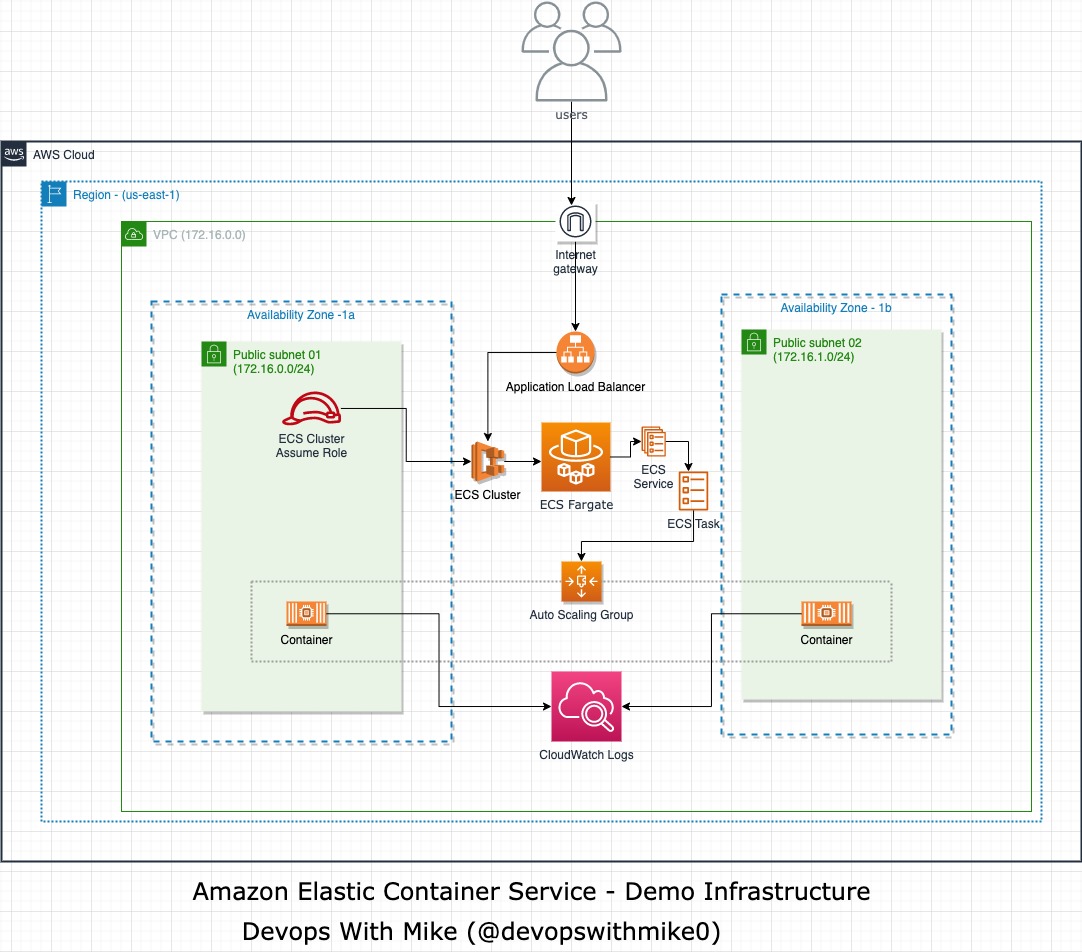 users
aws
AWS Cloud
Region - (us-east-1)
VPC (172.16.0.0)
Internet
gateway
Availability Zone -1a
Availability Zone - 1b
Public subnet 01
(172.16.0.0/24)
Public subnet 02
(172.16.1.0/24)
Application Load Balancer
ECS Cluster
Assume Role
ECS Cluster
ECS Fargate
ECS
Service
ECS Task
Auto Scaling Group
Container
Container
CloudWatch Logs
Amazon Elastic Container Service - Demo Infrastructure
Devops With Mike (@devopswithmike0)